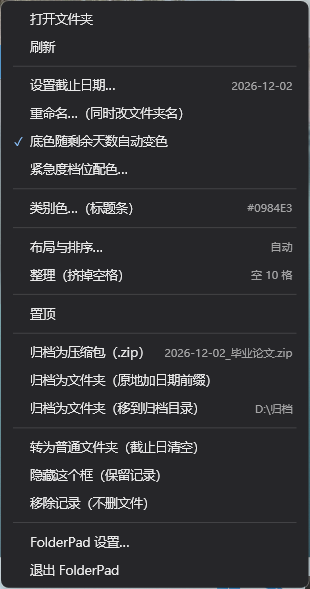 打开文件夹
刷新
设置截止日期... 2026-12-02
重命名...（同时改文件夹名）
✓ 底色随剩余天数自动变色
紧急度档位配色...
类别色...（标题条） #0984E3
布局与排序... 自动
整理（挤掉空格） 空 10 格
置顶
归档为压缩包（.zip） 2026-12-02_毕业论文.zip
归档为文件夹（原地加日期前缀）
归档为文件夹（移到归档目录） D:\归档
转为普通文件夹（截止日清空）
隐藏这个框（保留记录）
移除记录（不删文件）
FolderPad 设置...
退出 FolderPad